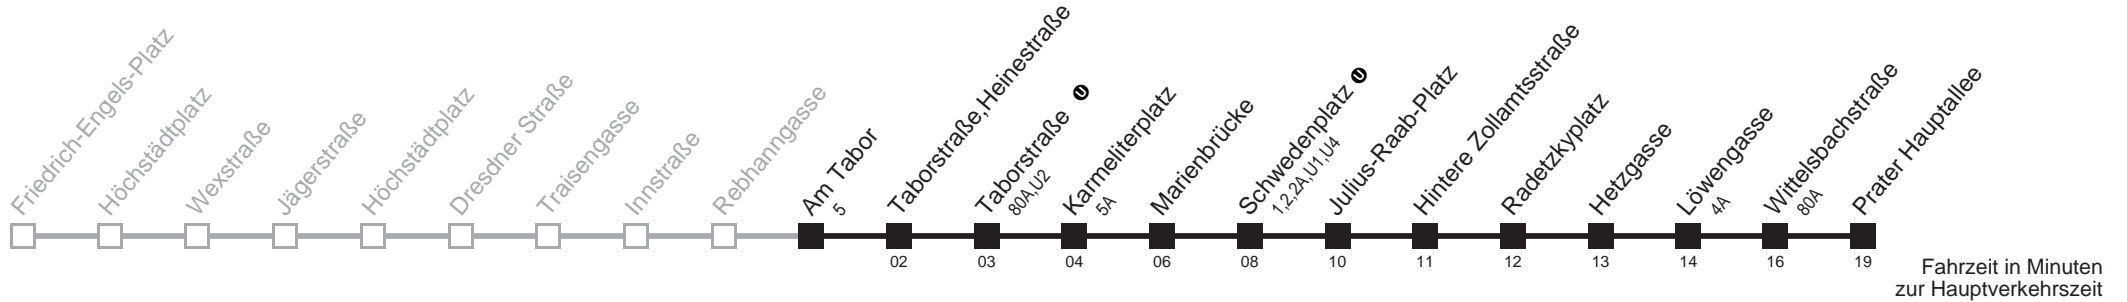 Friedrich-Engels-Platz
Höchstädtplatz
Wexstraße
Jägerstraße
Höchstädtplatz
Dresdner Straße
Traisengasse
Innstraße
Rebhanngasse
Am Tabor
5
Taborstraße,Heinestraße
02
Taborstraße U
80A,U2
03
Karmeliterplatz
5A
04
Marienbrücke
06
Schwedenplatz U
1,2,2A,U1,U4
08
Julius-Raab-Platz
10
Hintere Zollamtsstraße
11
Radetzkyplatz
12
Hetzgasse
13
Löwengasse
4A
14
Wittelsbachstraße
80A
16
Prater Hauptallee
19
Fahrzeit in Minuten
zur Hauptverkehrszeit